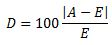 D = 100 |A − E| / E